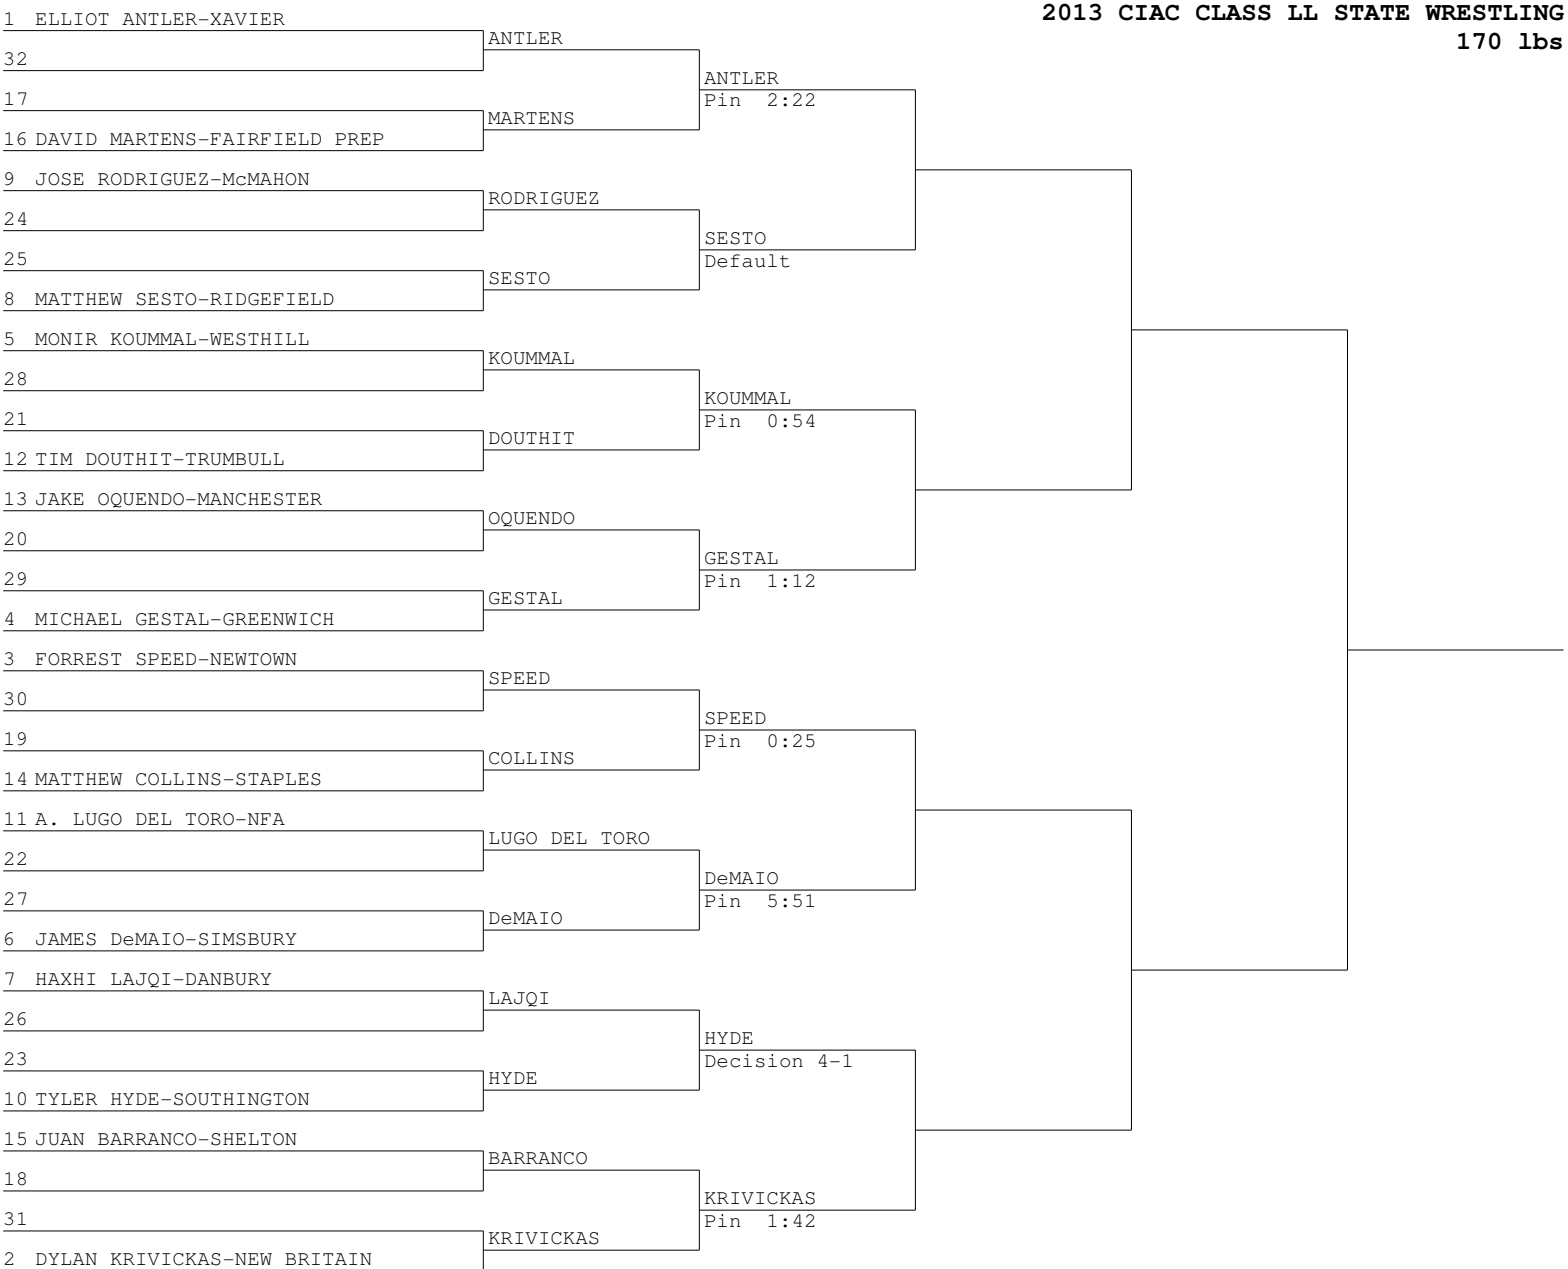 2013 CIAC CLASS LL STATE WRESTLING
170 lbs
1 ELLIOT ANTLER-XAVIER
32
17
16 DAVID MARTENS-FAIRFIELD PREP
9 JOSE RODRIGUEZ-McMAHON
24
25
8 MATTHEW SESTO-RIDGEFIELD
5 MONIR KOUMMAL-WESTHILL
28
21
12 TIM DOUTHIT-TRUMBULL
13 JAKE OQUENDO-MANCHESTER
20
29
4 MICHAEL GESTAL-GREENWICH
3 FORREST SPEED-NEWTOWN
30
19
14 MATTHEW COLLINS-STAPLES
11 A. LUGO DEL TORO-NFA
22
27
6 JAMES DeMAIO-SIMSBURY
7 HAXHI LAJQI-DANBURY
26
23
10 TYLER HYDE-SOUTHINGTON
15 JUAN BARRANCO-SHELTON
18
31
2 DYLAN KRIVICKAS-NEW BRITAIN
ANTLER
MARTENS
RODRIGUEZ
SESTO
KOUMMAL
DOUTHIT
OQUENDO
GESTAL
SPEED
COLLINS
LUGO DEL TORO
DeMAIO
LAJQI
HYDE
BARRANCO
KRIVICKAS
ANTLER
Pin 2:22
SESTO
Default
KOUMMAL
Pin 0:54
GESTAL
Pin 1:12
SPEED
Pin 0:25
DeMAIO
Pin 5:51
HYDE
Decision 4-1
KRIVICKAS
Pin 1:42